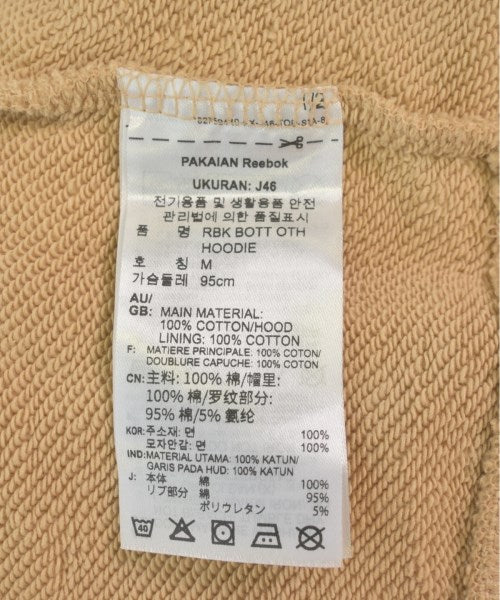 1/2
PAKAIAN Reebok
UKURAN: J46
전기용품 및 생활용품 안전
관리법에 의한 품질표시
품 명 RBK BOTT OTH
HOODIE
호 칭 M
가슴둘레 95cm
AU/
GB: MAIN MATERIAL:
100% COTTON/HOOD
LINING: 100% COTTON
F: MATIERE PRINCIPALE: 100% COTON/
DOUBLURE CAPUCHE: 100% COTON
CN: 主料: 100% 棉/帽里:
100% 棉/罗纹部分:
95% 棉/5% 氨纶
KOR: 주소재: 면 100%
모자안감: 면 100%
IND: MATERIAL UTAMA: 100% KATUN/
GARIS PADA HUD: 100% KATUN
J: 本体 綿 100%
リブ部分 綿 95%
ポリウレタン 5%
40